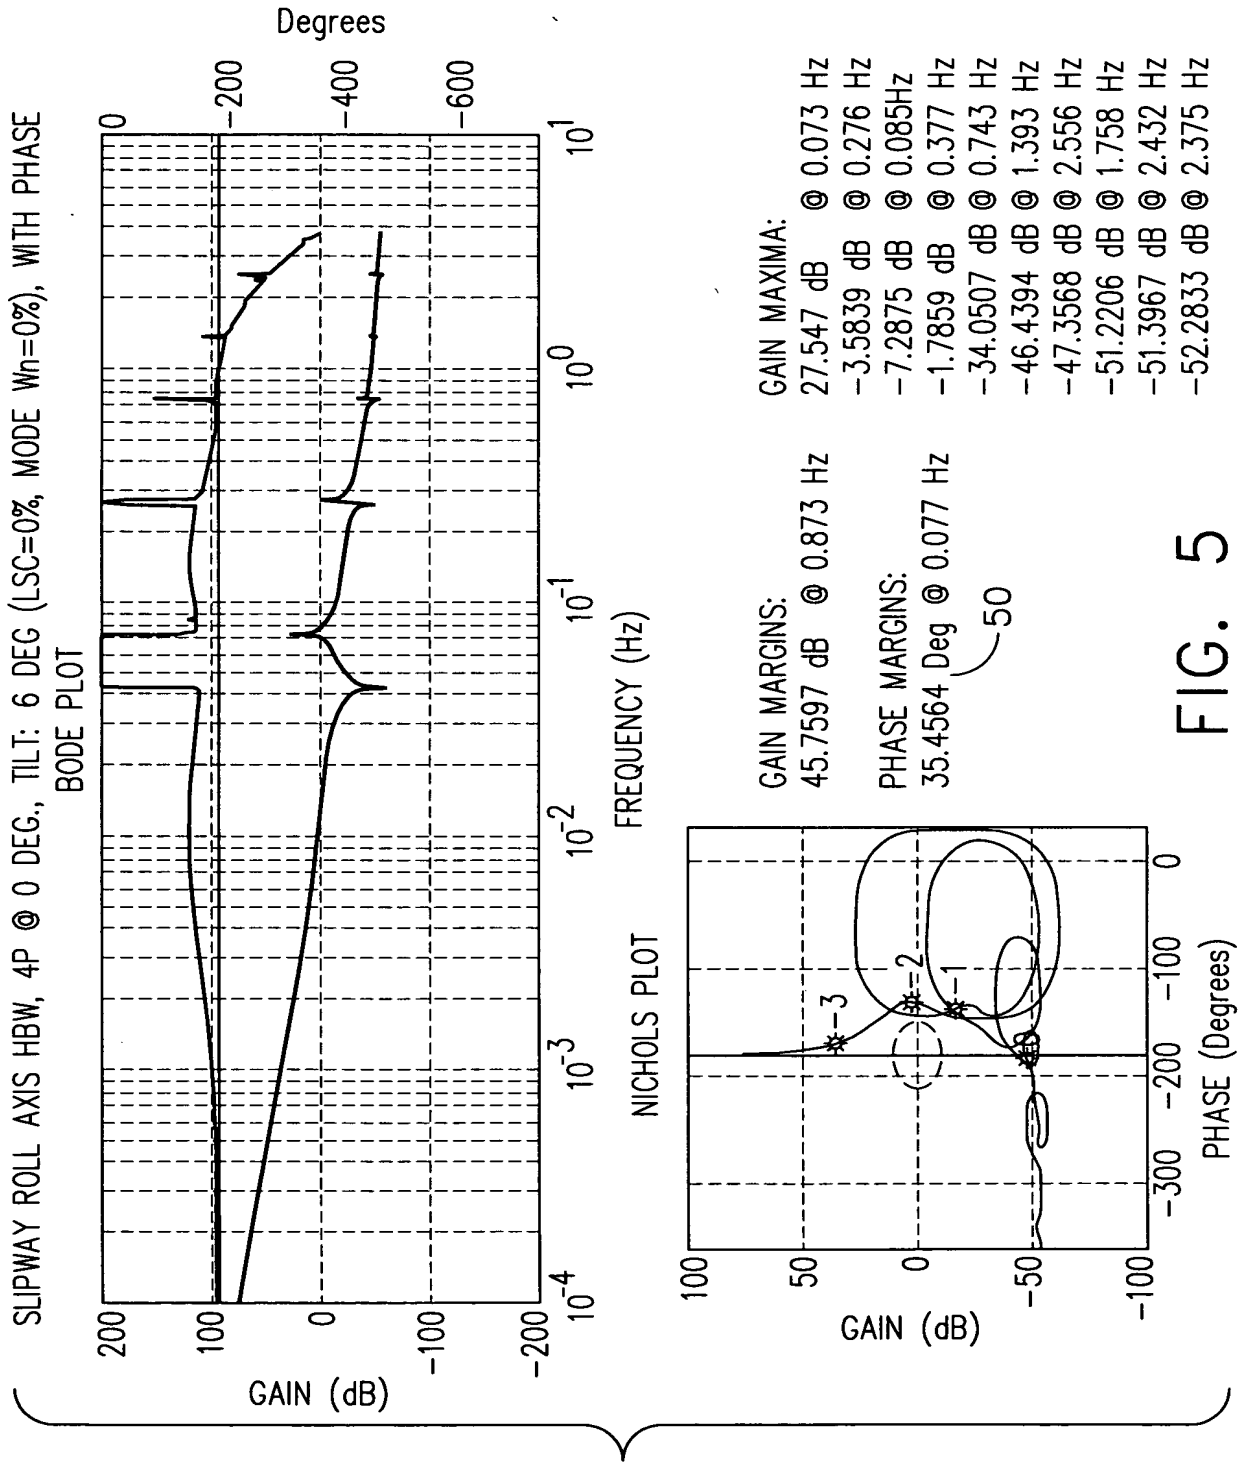 SLIPWAY ROLL AXIS HBW, 4P @ 0 DEG., TILT: 6 DEG (LSC=0%, MODE Wn=0%), WITH PHASE
BODE PLOT
GAIN (dB)
200
100
0
-100
-200
Degrees
0
-200
-400
-600
10-4
10-3
10-2
10-1
100
101
FREQUENCY (Hz)
NICHOLS PLOT
GAIN (dB)
100
50
0
-50
-100
-3
-2
-1
-300
-200
-100
0
PHASE (Degrees)
GAIN MARGINS:
45.7597 dB @ 0.873 Hz
PHASE MARGINS:
35.4564 Deg @ 0.077 Hz
50
GAIN MAXIMA:
27.547 dB @ 0.073 Hz
-3.5839 dB @ 0.276 Hz
-7.2875 dB @ 0.085Hz
-1.7859 dB @ 0.377 Hz
-34.0507 dB @ 0.743 Hz
-46.4394 dB @ 1.393 Hz
-47.3568 dB @ 2.556 Hz
-51.2206 dB @ 1.758 Hz
-51.3967 dB @ 2.432 Hz
-52.2833 dB @ 2.375 Hz
FIG. 5